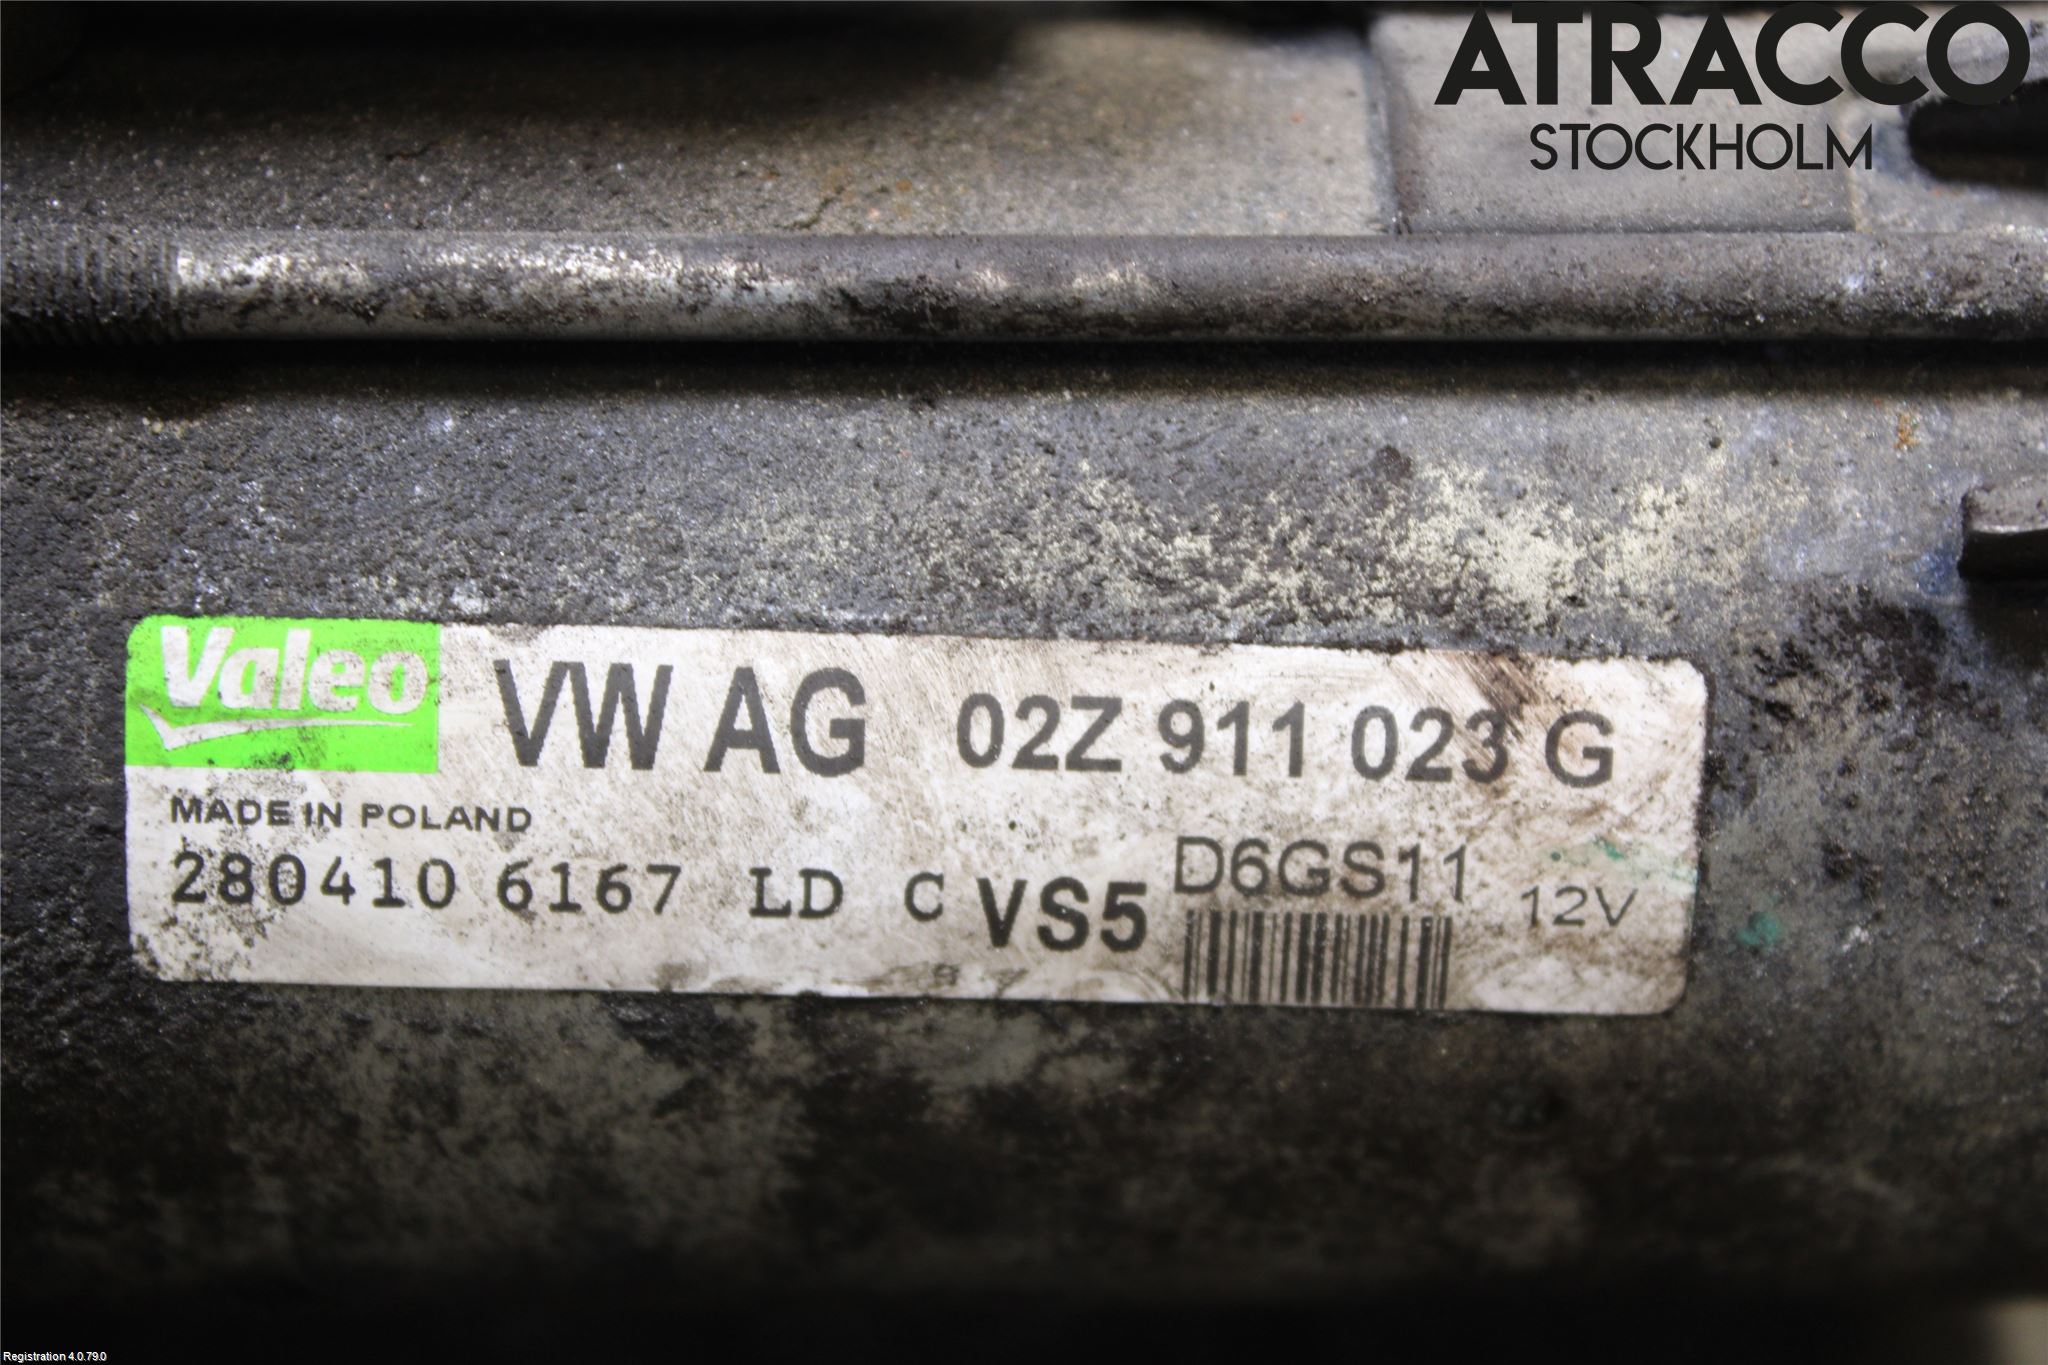 ATRACCO
STOCKHOLM
Valeo VW AG 02Z 911 023 G
MADE IN POLAND
280410 6167 LD C VS5 D6GS11 12V
Registration 4.0.79.0